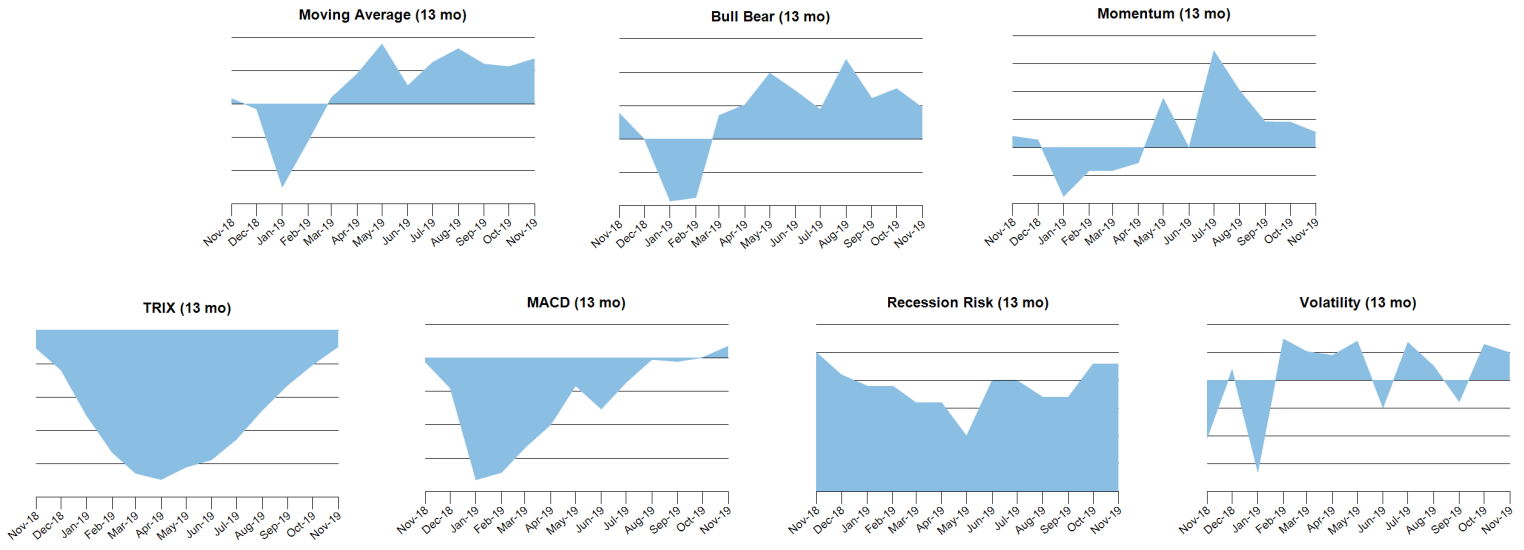 Moving Average (13 mo)
Nov-18 Dec-18 Jan-19 Feb-19 Mar-19 Apr-19 May-19 Jun-19 Jul-19 Aug-19 Sep-19 Oct-19 Nov-19
Bull Bear (13 mo)
Nov-18 Dec-18 Jan-19 Feb-19 Mar-19 Apr-19 May-19 Jun-19 Jul-19 Aug-19 Sep-19 Oct-19 Nov-19
Momentum (13 mo)
Nov-18 Dec-18 Jan-19 Feb-19 Mar-19 Apr-19 May-19 Jun-19 Jul-19 Aug-19 Sep-19 Oct-19 Nov-19
TRIX (13 mo)
Nov-18 Dec-18 Jan-19 Feb-19 Mar-19 Apr-19 May-19 Jun-19 Jul-19 Aug-19 Sep-19 Oct-19 Nov-19
MACD (13 mo)
Nov-18 Dec-18 Jan-19 Feb-19 Mar-19 Apr-19 May-19 Jun-19 Jul-19 Aug-19 Sep-19 Oct-19 Nov-19
Recession Risk (13 mo)
Nov-18 Dec-18 Jan-19 Feb-19 Mar-19 Apr-19 May-19 Jun-19 Jul-19 Aug-19 Sep-19 Oct-19 Nov-19
Volatility (13 mo)
Nov-18 Dec-18 Jan-19 Feb-19 Mar-19 Apr-19 May-19 Jun-19 Jul-19 Aug-19 Sep-19 Oct-19 Nov-19